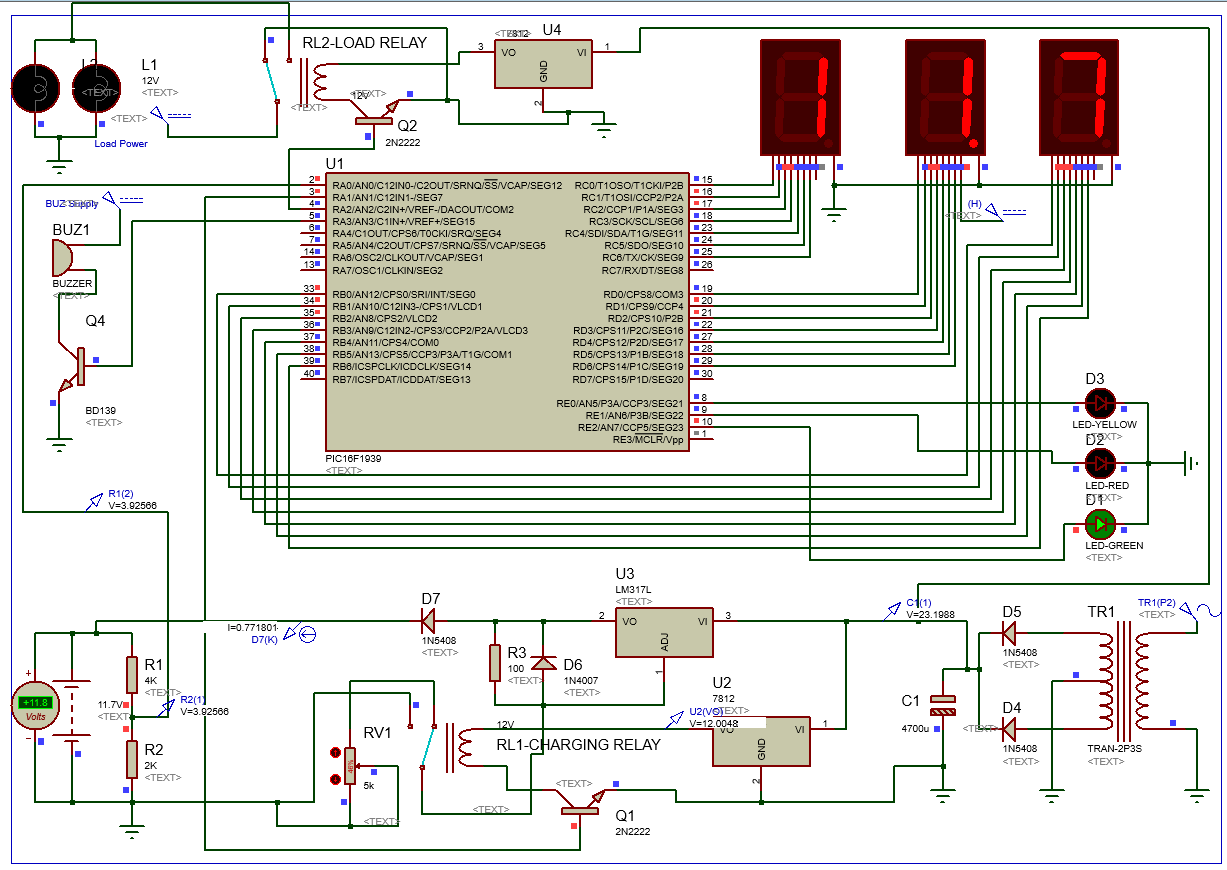 RL2-LOAD RELAY
<TEXT>
7812
U4
3
VO
VI
1
GND
2
L2
L1
12V
<TEXT>
<TEXT>
<TEXT>
Load Power
<TEXT>
12V
<TEXT>
Q2
2N2222
11.7
U1
2
RA0/AN0/C12IN0-/C2OUT/SRNQ/SS/VCAP/SEG12
3
RA1/AN1/C12IN1-/SEG7
4
RA2/AN2/C2IN+/VREF-/DACOUT/COM2
5
RA3/AN3/C1IN+/VREF+/SEG15
6
RA4/C1OUT/CPS6/T0CKI/SRQ/SEG4
7
RA5/AN4/C2OUT/CPS7/SRNQ/SS/VCAP/SEG5
14
RA6/OSC2/CLKOUT/VCAP/SEG1
13
RA7/OSC1/CLKIN/SEG2
33
RB0/AN12/CPS0/SRI/INT/SEG0
34
RB1/AN10/C12IN3-/CPS1/VLCD1
35
RB2/AN8/CPS2/VLCD2
36
RB3/AN9/C12IN2-/CPS3/CCP2/P2A/VLCD3
37
RB4/AN11/CPS4/COM0
38
RB5/AN13/CPS5/CCP3/P3A/T1G/COM1
39
RB6/ICSPCLK/ICDCLK/SEG14
40
RB7/ICSPDAT/ICDDAT/SEG13
RC0/T1OSO/T1CKI/P2B
15
RC1/T1OSI/CCP2/P2A
16
RC2/CCP1/P1A/SEG3
17
RC3/SCK/SCL/SEG6
18
RC4/SDI/SDA/T1G/SEG11
23
RC5/SDO/SEG10
24
RC6/TX/CK/SEG9
25
RC7/RX/DT/SEG8
26
RD0/CPS8/COM3
19
RD1/CPS9/CCP4
20
RD2/CPS10/P2B
21
RD3/CPS11/P2C/SEG16
22
RD4/CPS12/P2D/SEG17
27
RD5/CPS13/P1B/SEG18
28
RD6/CPS14/P1C/SEG19
29
RD7/CPS15/P1D/SEG20
30
RE0/AN5/P3A/CCP3/SEG21
8
RE1/AN6/P3B/SEG22
9
RE2/AN7/CCP5/SEG23
10
RE3/MCLR/Vpp
1
PIC16F1939
<TEXT>
(H)
<TEXT>
BUZ Supply
BUZ1
BUZZER
<TEXT>
Q4
BD139
<TEXT>
R1(2)
V=3.92566
D3
LED-YELLOW
<TEXT>
D2
LED-RED
<TEXT>
D1
LED-GREEN
<TEXT>
+
+11.8
Volts
-
11.7V
<TEXT>
R1
4K
<TEXT>
R2(1)
V=3.92566
R2
2K
<TEXT>
I=0.771801
D7(K)
D7
1N5408
<TEXT>
U3
LM317L
<TEXT>
2
VO
VI
3
ADJ
1
R3
100
<TEXT>
D6
1N4007
<TEXT>
C1(1)
V=23.1988
RV1
5k
<TEXT>
12V
RL1-CHARGING RELAY
<TEXT>
U2(VO)
V=12.0048
U2
7812
<TEXT>
VI
1
GND
2
<TEXT>
Q1
2N2222
C1
4700u
<TEXT>
D5
1N5408
<TEXT>
D4
1N5408
<TEXT>
TR1
TR1(P2)
TRAN-2P3S
<TEXT>